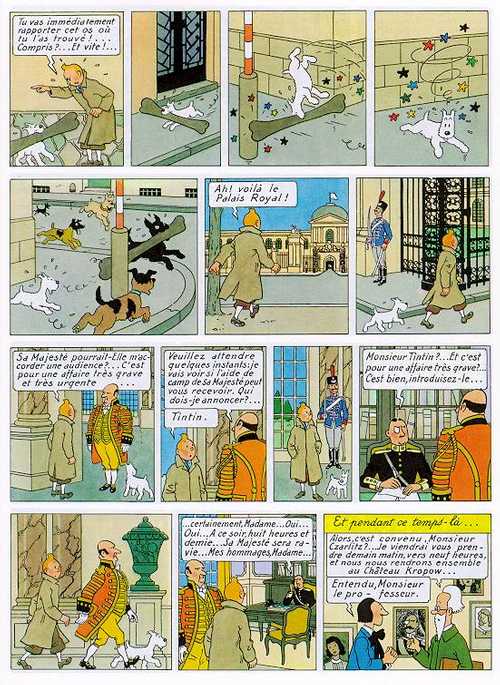 Tu vas immédiatement
rapporter cet os où
tu l'as trouvé!...
Compris?...Et vite!...
Ah! voilà le
Palais Royal!
Sa Majesté pourrait-Elle m'ac-
corder une audience?...C'est
pour une affaire très grave
et très urgente
Veuillez attendre
quelques instants: je
vais voir si l'aide de
camp de sa Majesté peut
vous recevoir. Qui
dois-je annoncer?...
Tintin.
Monsieur Tintin?...Et c'est
pour une affaire très grave?...
C'est bien, introduisez-le...
...certainement, Madame...Oui...
Oui...A ce soir, huit heures et
demie...Sa Majesté sera ra-
vie...Mes hommages, Madame...
Et pendant ce temps-là...
Alors, c'est convenu, Monsieur
Czarlitz?..Je viendrai vous pren-
dre demain matin, vers neuf heures,
et nous nous rendrons ensemble
au Château Kropow...
Entendu, Monsieur
le professeur.